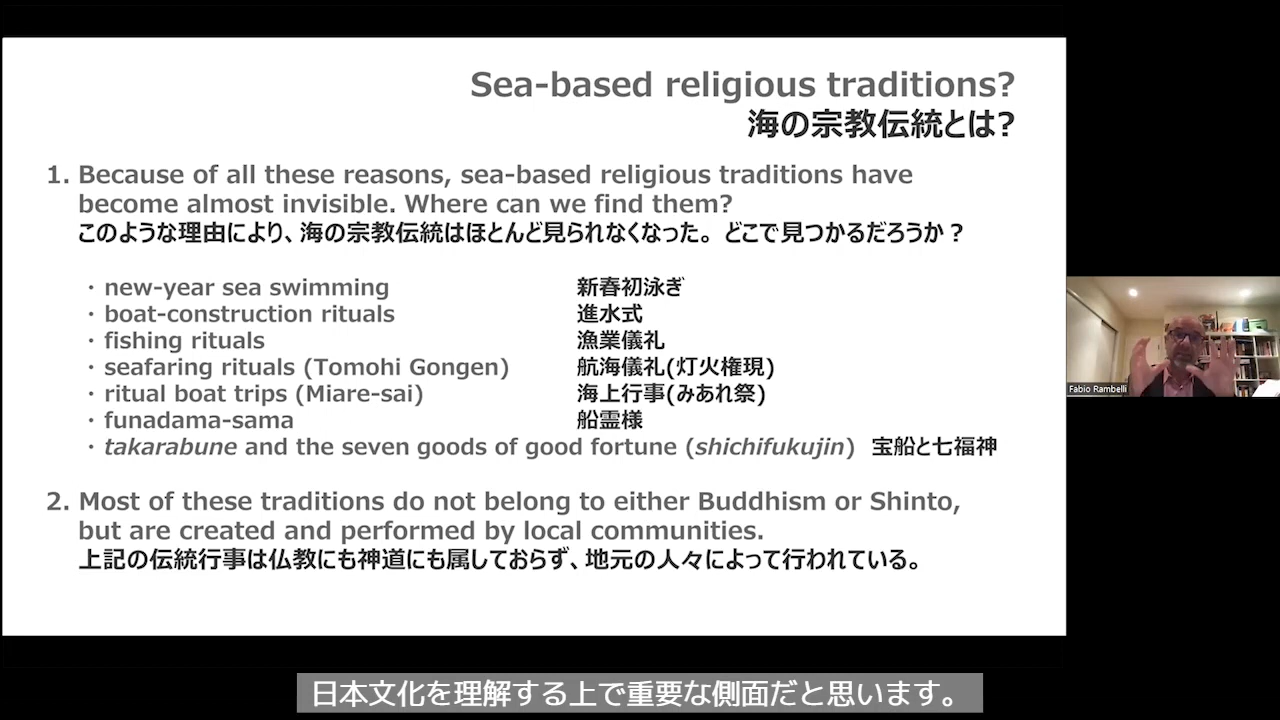 Sea-based religious traditions?
海の宗教伝統とは?
1. Because of all these reasons, sea-based religious traditions have
become almost invisible. Where can we find them?
このような理由により、海の宗教伝統はほとんど見られなくなった。どこで見つかるだろうか？
・ new-year sea swimming 新春初泳ぎ
・ boat-construction rituals 進水式
・ fishing rituals 漁業儀礼
・ seafaring rituals (Tomohi Gongen) 航海儀礼(灯火権現)
・ ritual boat trips (Miare-sai) 海上行事(みあれ祭)
・ funadama-sama 船霊様
・ takarabune and the seven goods of good fortune (shichifukujin) 宝船と七福神
2. Most of these traditions do not belong to either Buddhism or Shinto,
but are created and performed by local communities.
上記の伝統行事は仏教にも神道にも属しておらず、地元の人々によって行われている。
Fabio Rambelli
日本文化を理解する上で重要な側面だと思います。